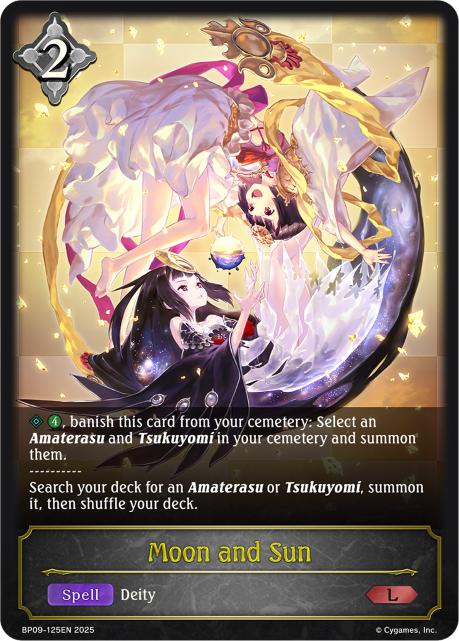 2
4, banish this card from your cemetery: Select an
Amaterasu and Tsukuyomi in your cemetery and summon
them.
----------
Search your deck for an Amaterasu or Tsukuyomi, summon
it, then shuffle your deck.
Moon and Sun
Spell Deity L
BP09-125EN 2025 © Cygames, Inc.